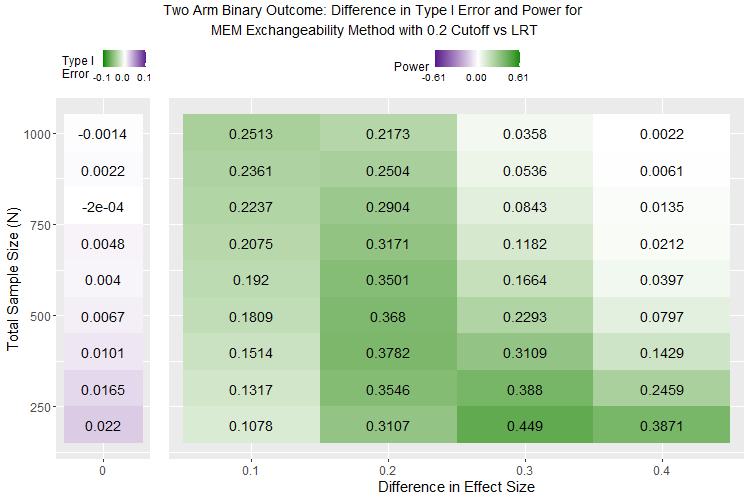 Two Arm Binary Outcome: Difference in Type I Error and Power for
MEM Exchangeability Method with 0.2 Cutoff vs LRT
Type I
Error
-0.1 0.0 0.1
Power
-0.61 0.00 0.61
Total Sample Size (N)
1000 -0.0014 0.2513 0.2173 0.0358 0.0022
0.0022 0.2361 0.2504 0.0536 0.0061
-2e-04 0.2237 0.2904 0.0843 0.0135
750
0.0048 0.2075 0.3171 0.1182 0.0212
0.004 0.192 0.3501 0.1664 0.0397
500 0.0067 0.1809 0.368 0.2293 0.0797
0.0101 0.1514 0.3782 0.3109 0.1429
0.0165 0.1317 0.3546 0.388 0.2459
250
0.022 0.1078 0.3107 0.449 0.3871
0 0.1 0.2 0.3 0.4
Difference in Effect Size